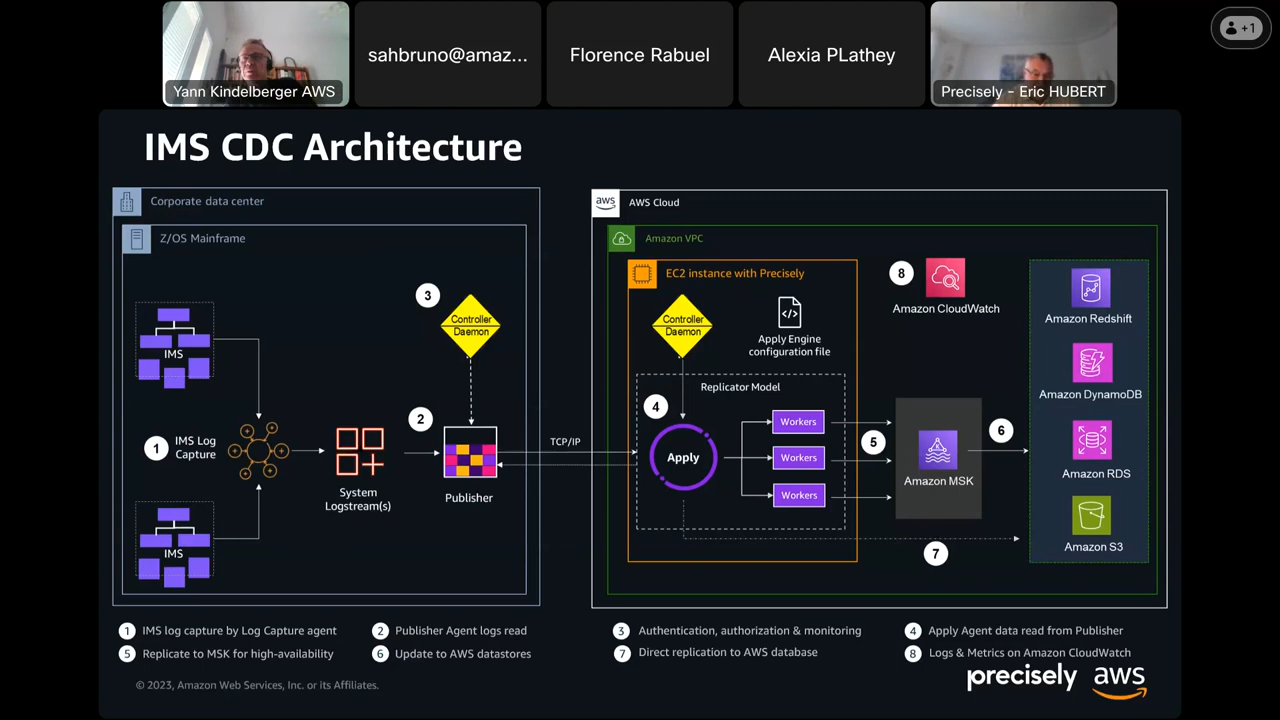 +1
Yann Kindelberger AWS
sahbruno@amaz...
Florence Rabuel
Alexia PLathey
Precisely - Eric HUBERT
IMS CDC Architecture
Corporate data center
Z/OS Mainframe
IMS
1
IMS Log
Capture
IMS
System
Logstream(s)
3
Controller
Daemon
2
Publisher
TCP/IP
aws
AWS Cloud
Amazon VPC
EC2 instance with Precisely
Controller
Daemon
Apply Engine
configuration file
Replicator Model
4
Apply
Workers
Workers
Workers
5
7
8
Amazon CloudWatch
Amazon MSK
6
Amazon Redshift
Amazon DynamoDB
Amazon RDS
Amazon S3
1 IMS log capture by Log Capture agent
2 Publisher Agent logs read
3 Authentication, authorization & monitoring
4 Apply Agent data read from Publisher
5 Replicate to MSK for high-availability
6 Update to AWS datastores
7 Direct replication to AWS database
8 Logs & Metrics on Amazon CloudWatch
© 2023, Amazon Web Services, Inc. or its Affiliates.
precisely
aws